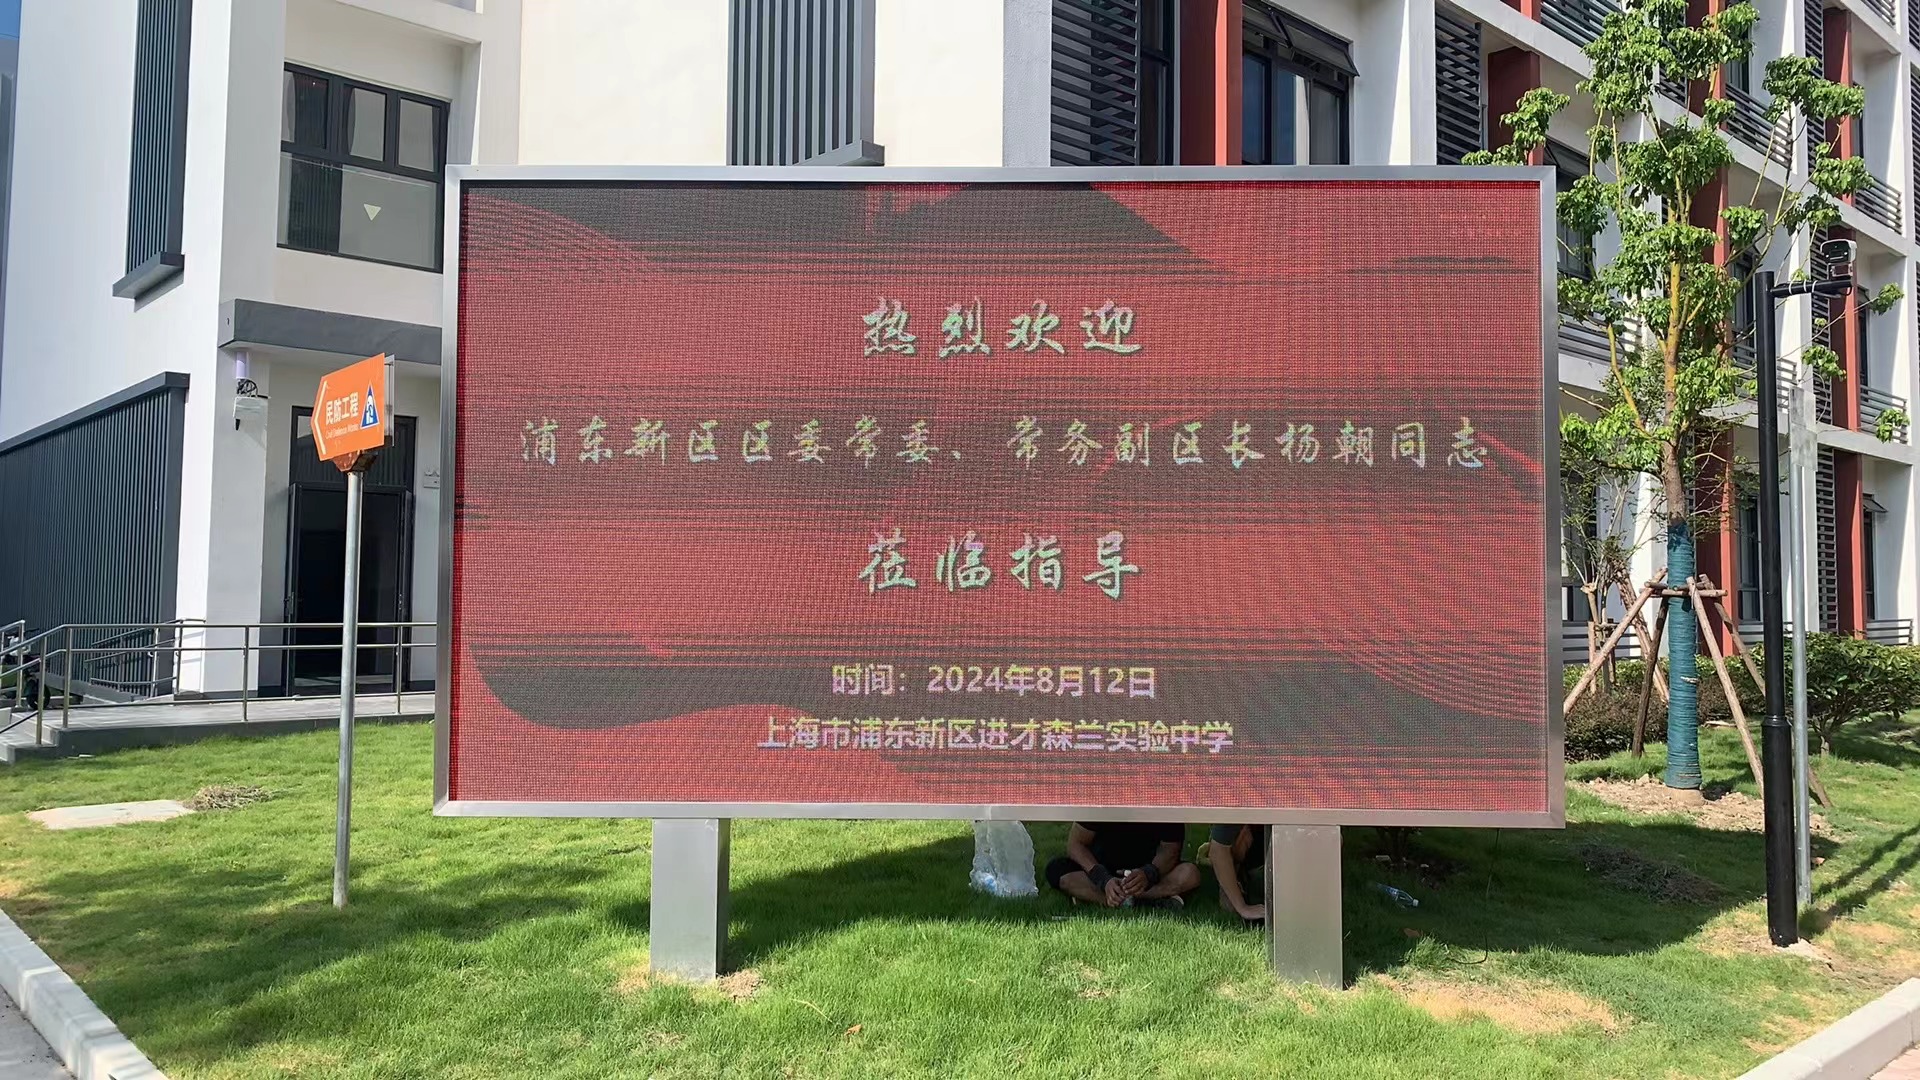 热烈欢迎
浦东新区区委常委、常务副区长杨朝同志
莅临指导
时间：2024年8月12日
上海市浦东新区进才森兰实验中学
民防工程